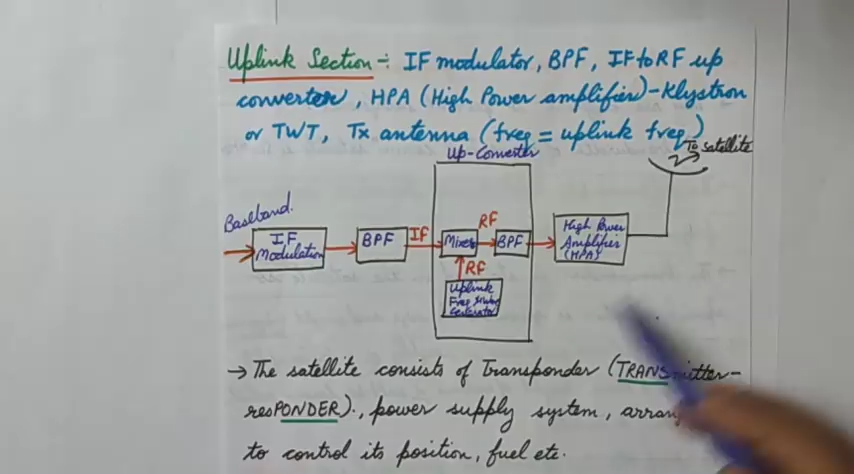 Uplink Section :- IF modulator, BPF, IF to RF up
converter, HPA (High Power amplifier) - Klystron
or TWT, Tx antenna (freq = uplink freq)
To satellite
Up-Converter
Baseband.
IF
Modulation
BPF
IF
Mixer
RF
BPF
High Power
Amplifier
(HPA)
RF
Uplink
Freq
→ The satellite consists of Transponder (TRANSmitter-
resPONDER)., power supply system,
to control its position, fuel etc.